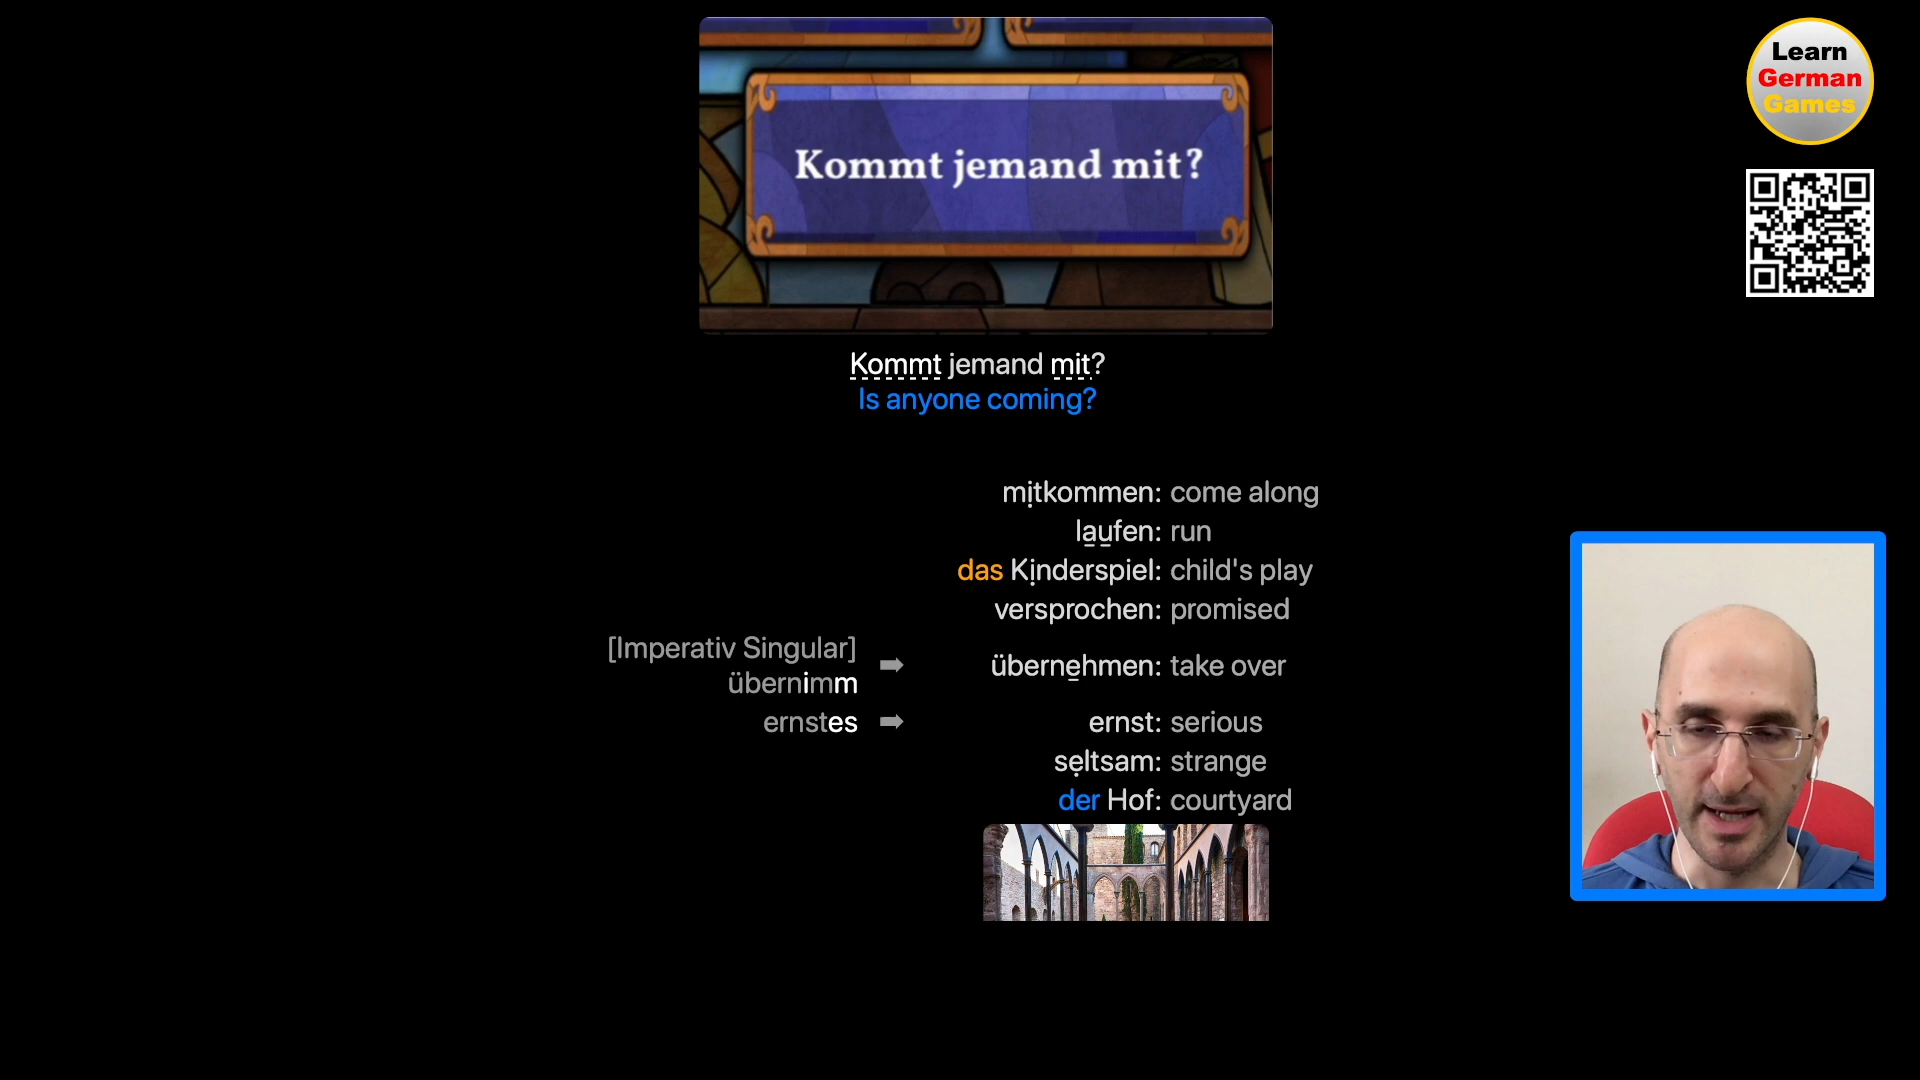 Kommt jemand mit?
Kommt jemand mit?
Is anyone coming?
mitkommen: come along
laufen: run
das Kinderspiel: child's play
versprochen: promised
[Imperativ Singular]
übernimm ➡ übernehmen: take over
ernstes ➡ ernst: serious
seltsam: strange
der Hof: courtyard
Learn
German
Games